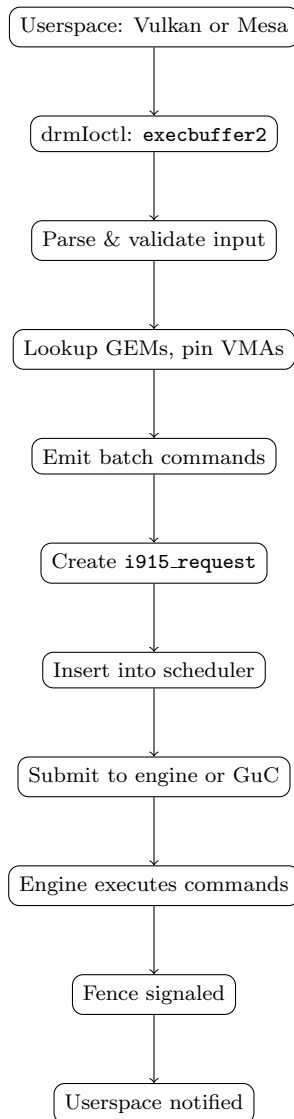 Userspace: Vulkan or Mesa
drmIoctl: execbuffer2
Parse & validate input
Lookup GEMs, pin VMAs
Emit batch commands
Create i915_request
Insert into scheduler
Submit to engine or GuC
Engine executes commands
Fence signaled
Userspace notified